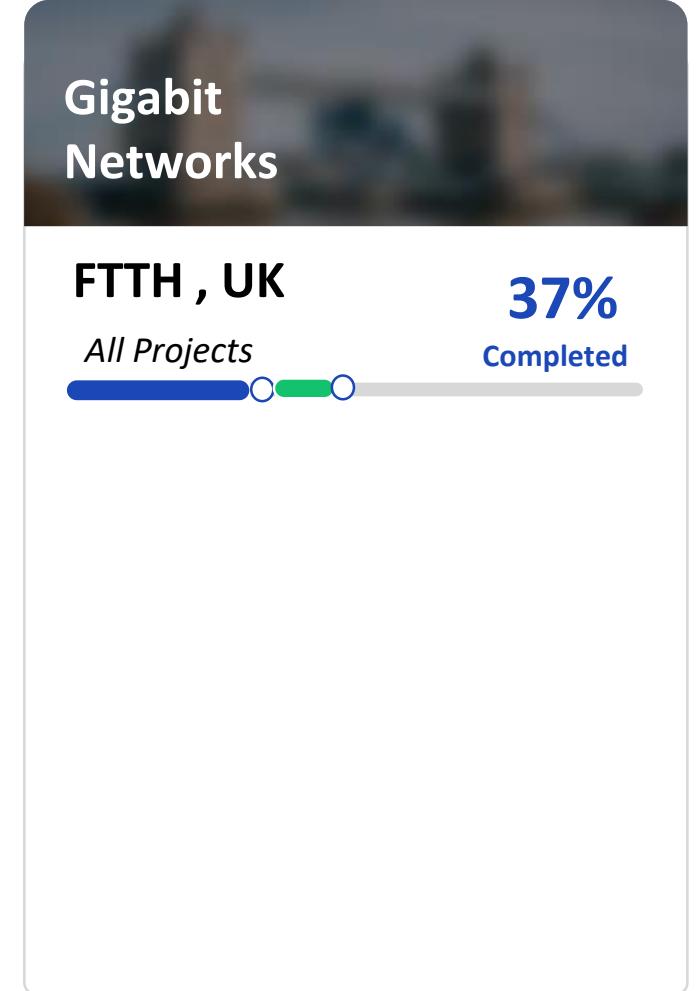 Gigabit
Networks
FTTH , UK
37%
All Projects
Completed